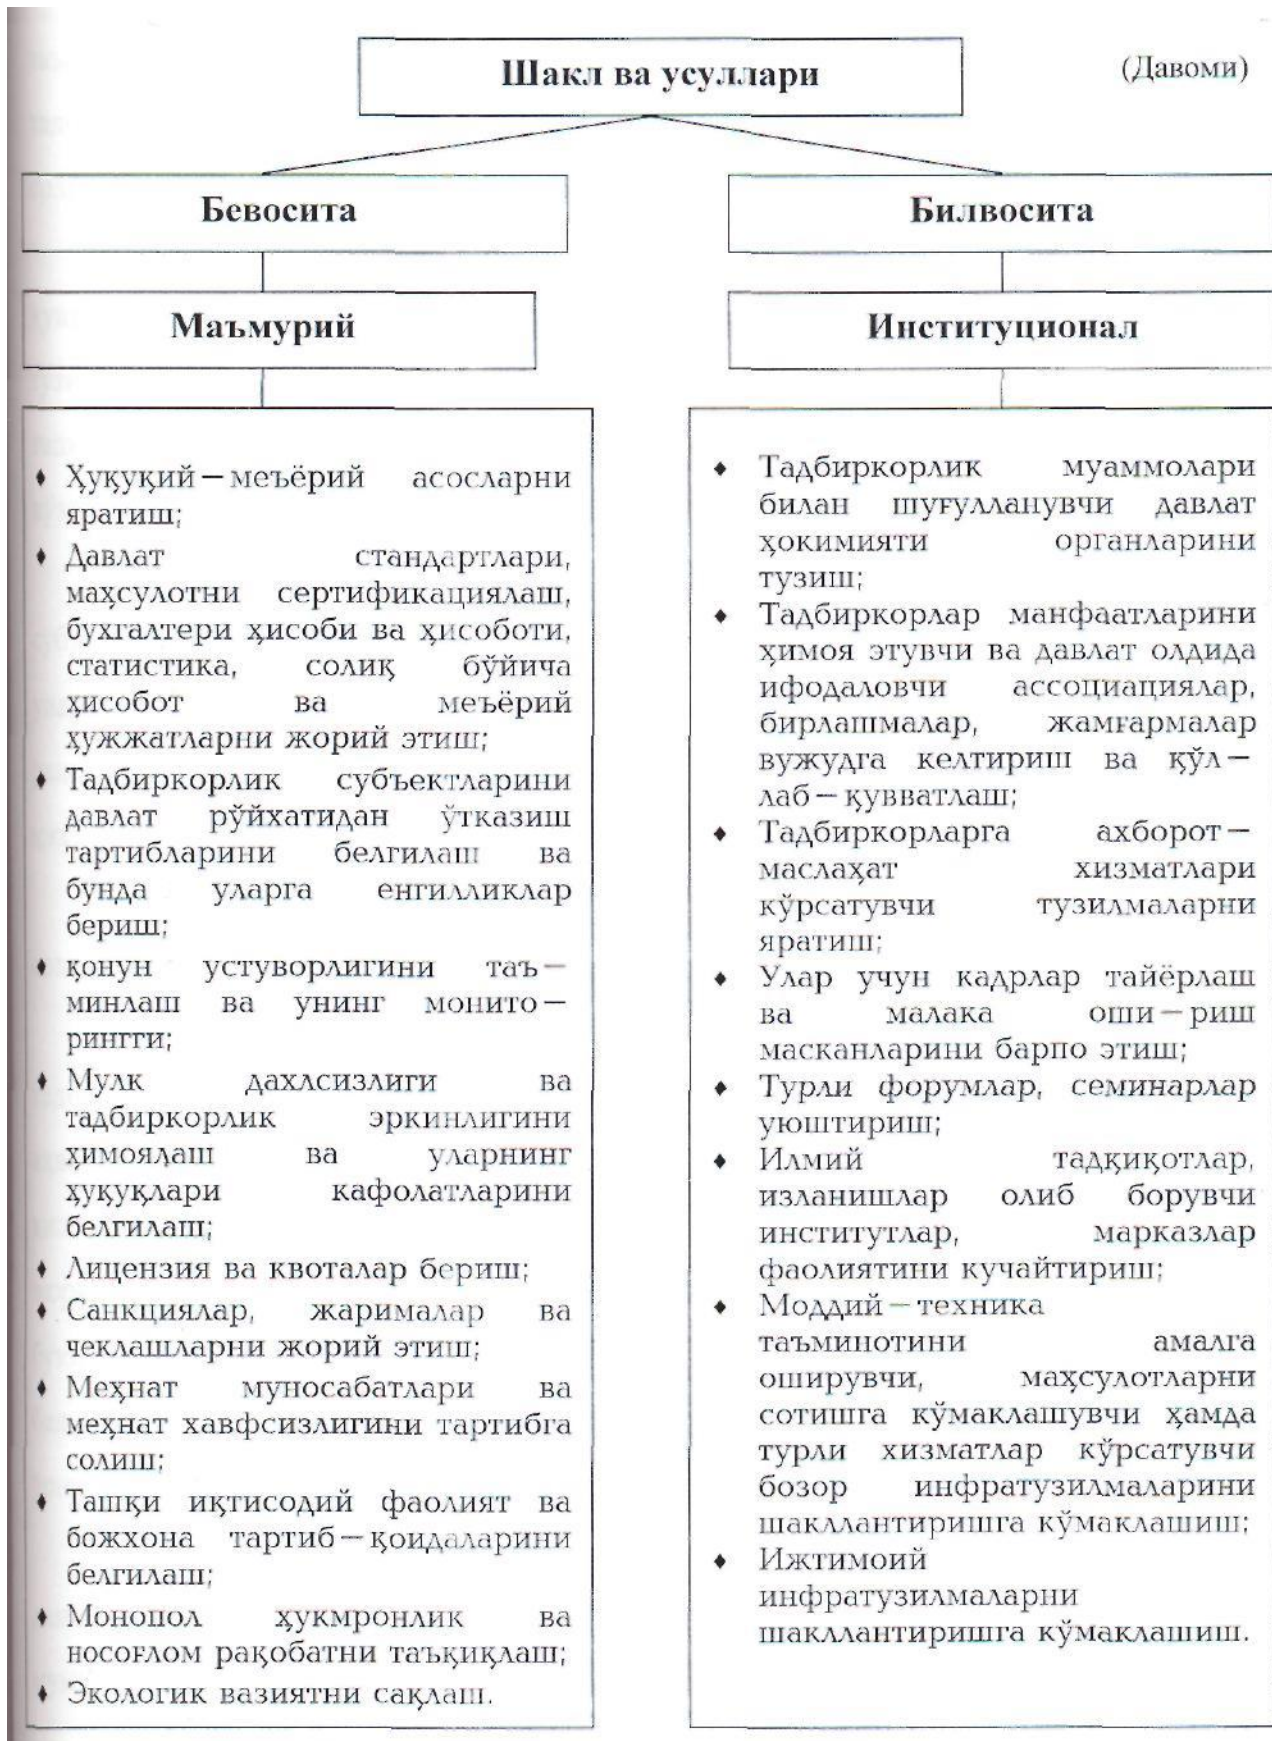 Шакл ва усуллари
(Давоми)
Бевосита
Билвосита
Маъмурий
Институционал
♦ Ҳуқуқий—меъёрий асосларни
яратиш;
♦ Давлат стандартлари,
маҳсулотни сертификациялаш,
бухгалтери ҳисоби ва ҳисоботи,
статистика, солиқ бўйича
ҳисобот ва меъёрий
ҳужжатларни жорий этиш;
♦ Тадбиркорлик субъектларини
давлат рўйхатидан ўтказиш
тартибларини белгилаш ва
бунда уларга енгилликлар
бериш;
♦ қонун устуворлигини таъ—
минлаш ва унинг монито—
рингги;
♦ Мулк дахлсизлиги ва
тадбиркорлик эркинлигини
ҳимоялаш ва уларнинг
ҳуқуқлари кафолатларини
белгилаш;
♦ Лицензия ва квоталар бериш;
♦ Санкциялар, жарималар ва
чеклашларни жорий этиш;
♦ Меҳнат муносабатлари ва
меҳнат хавфсизлигини тартибга
солиш;
♦ Ташқи иқтисодий фаолият ва
божхона тартиб—қоидаларини
белгилаш;
♦ Монопол ҳукмронлик ва
носоғлом рақобатни таъқиқлаш;
♦ Экологик вазиятни сақлаш.
♦ Тадбиркорлик муаммолари
билан шуғулланувчи давлат
ҳокимияти органларини
тузиш;
♦ Тадбиркорлар манфаатларини
ҳимоя этувчи ва давлат олдида
ифодаловчи ассоциациялар,
бирлашмалар, жамғармалар
вужудга келтириш ва қўл—
лаб—қувватлаш;
♦ Тадбиркорларга ахборот—
маслаҳат хизматлари
кўрсатувчи тузилмаларни
яратиш;
♦ Улар учун кадрлар тайёрлаш
ва малака оши—риш
масканларини барпо этиш;
♦ Турли форумлар, семинарлар
уюштириш;
♦ Илмий тадқиқотлар,
изланишлар олиб борувчи
институтлар, марказлар
фаолиятини кучайтириш;
♦ Моддий—техника
таъминотини амалга
оширувчи, маҳсулотларни
сотишга кўмаклашувчи ҳамда
турли хизматлар кўрсатувчи
бозор инфратузилмаларини
шакллантиришга кўмаклашиш;
♦ Ижтимоий
инфратузилмаларни
шакллантиришга кўмаклашиш.